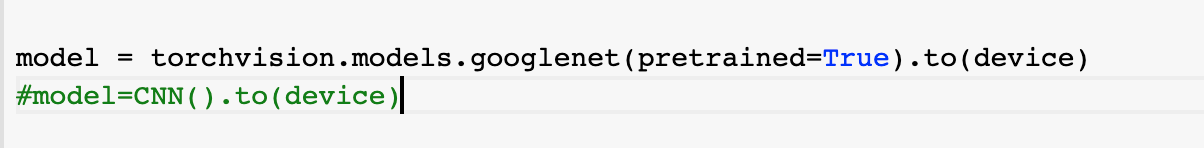 model = torchvision.models.googlenet(pretrained=True).to(device)
#model=CNN().to(device)